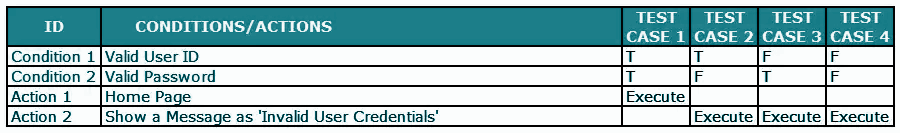 ID CONDITIONS/ACTIONS TEST CASE 1 TEST CASE 2 TEST CASE 3 TEST CASE 4
Condition 1 Valid User ID T T F F
Condition 2 Valid Password T F T F
Action 1 Home Page Execute
Action 2 Show a Message as 'Invalid User Credentials' Execute Execute Execute